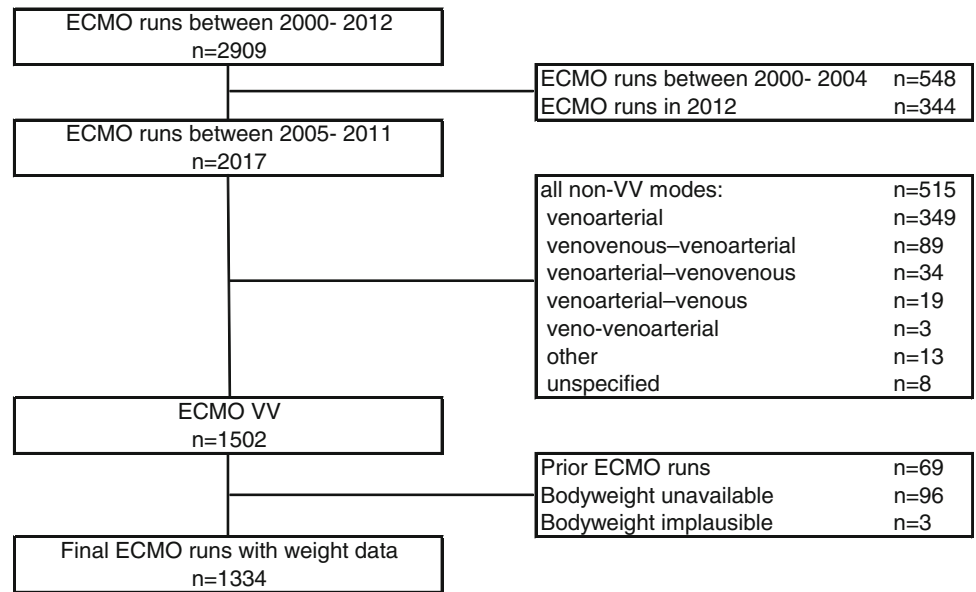 ECMO runs between 2000- 2012
n=2909
ECMO runs between 2000- 2004 n=548
ECMO runs in 2012 n=344
ECMO runs between 2005- 2011
n=2017
all non-VV modes: n=515
venoarterial n=349
venovenous–venoarterial n=89
venoarterial–venovenous n=34
venoarterial–venous n=19
veno-venoarterial n=3
other n=13
unspecified n=8
ECMO VV
n=1502
Prior ECMO runs n=69
Bodyweight unavailable n=96
Bodyweight implausible n=3
Final ECMO runs with weight data
n=1334